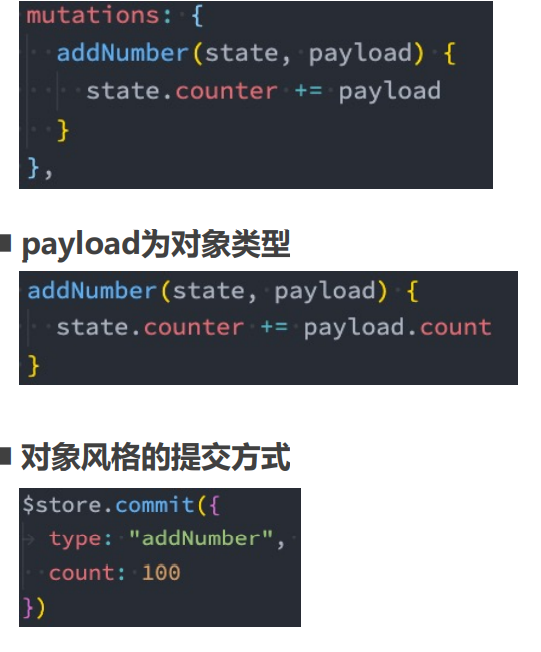 mutations: {
addNumber(state, payload) {
state.counter += payload
}
},
payload为对象类型
addNumber(state, payload) {
state.counter += payload.count
}
对象风格的提交方式
$store.commit({
type: "addNumber",
count: 100
})